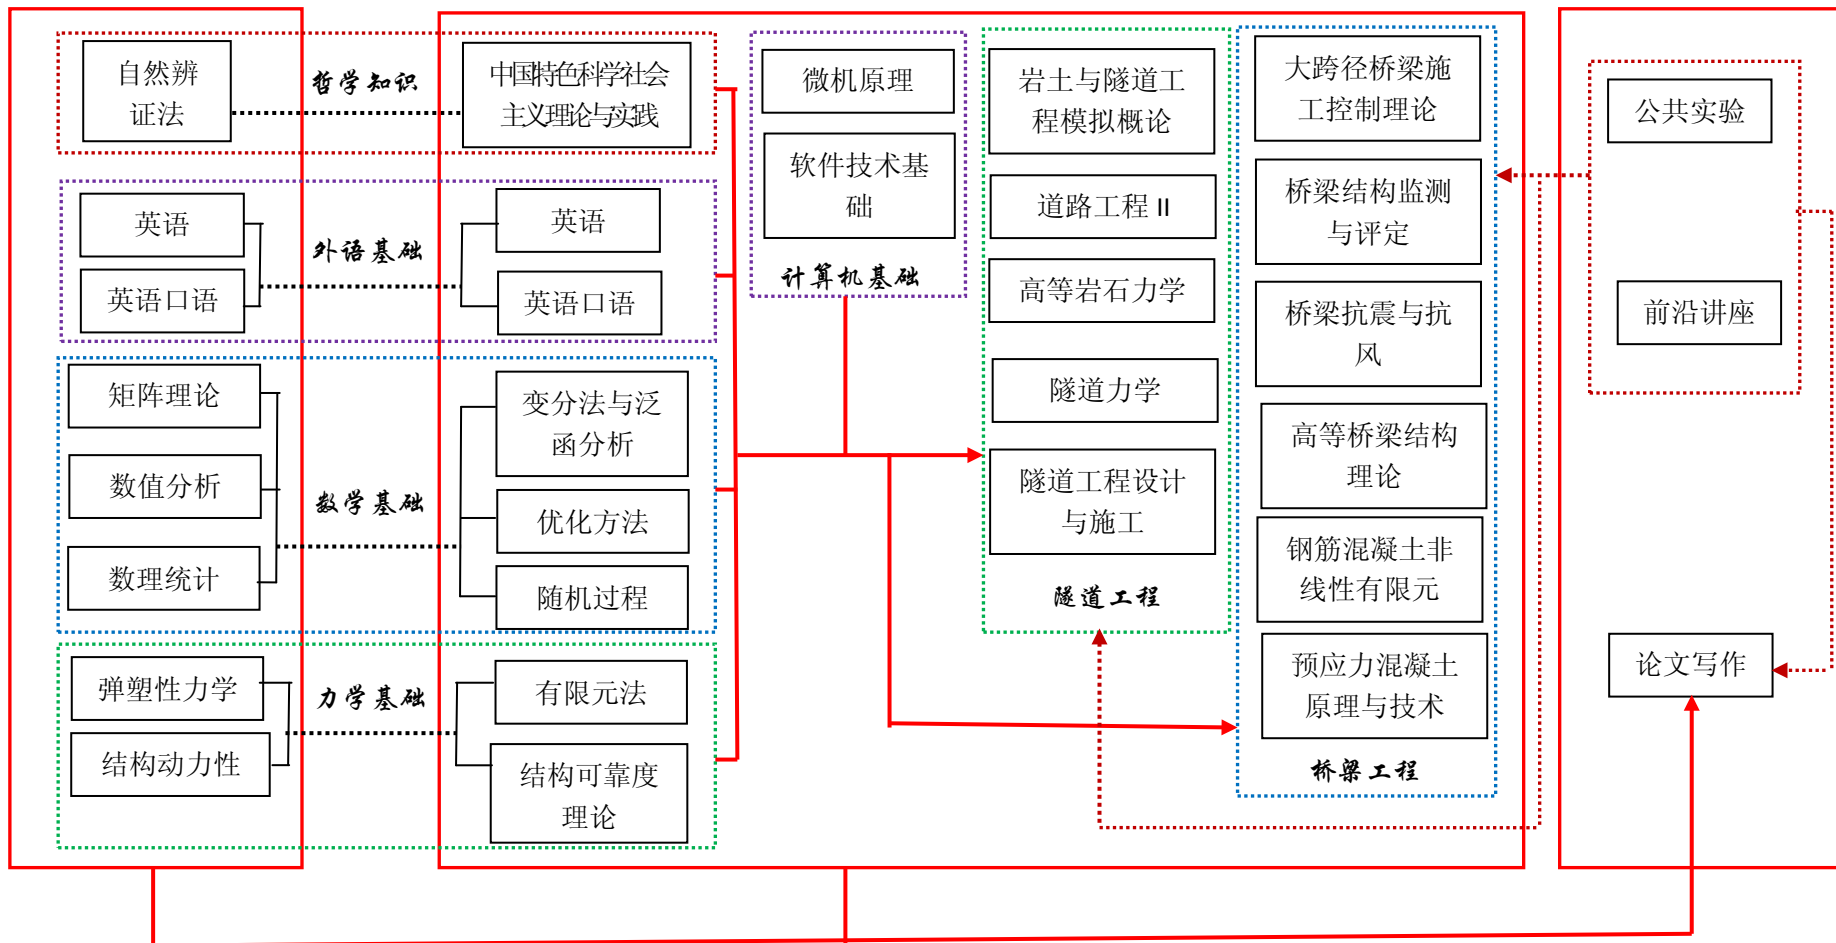 自然辨
证法
哲学知识
中国特色科学社会
主义理论与实践
英语
英语口语
外语基础
英语
英语口语
矩阵理论
数值分析
数理统计
数学基础
变分法与泛
函分析
优化方法
随机过程
弹塑性力学
结构动力性
力学基础
有限元法
结构可靠度
理论
微机原理
软件技术基
础
计算机基础
岩土与隧道工
程模拟概论
道路工程 II
高等岩石力学
隧道力学
隧道工程设计
与施工
隧道工程
大跨径桥梁施
工控制理论
桥梁结构监测
与评定
桥梁抗震与抗
风
高等桥梁结构
理论
钢筋混凝土非
线性有限元
预应力混凝土
原理与技术
桥梁工程
公共实验
前沿讲座
论文写作